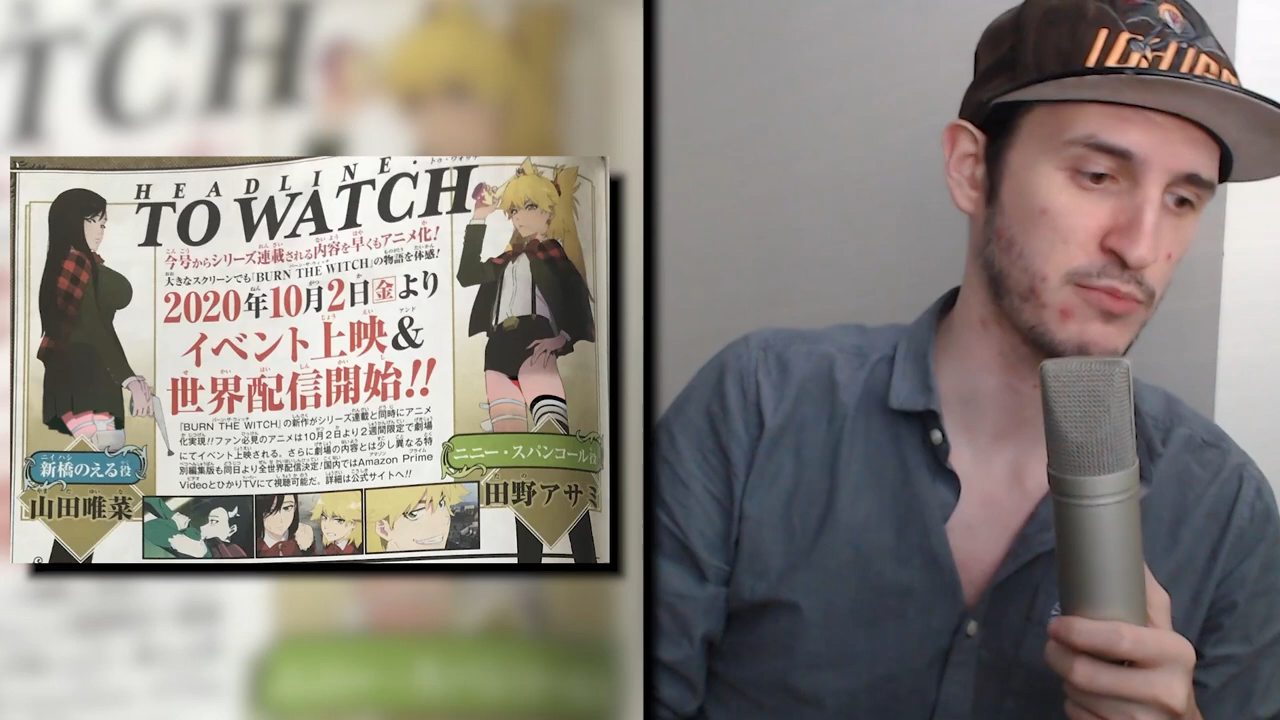 TCH
HEADLINE.
TO WATCH
今号からシリーズ連載される内容を早くもアニメ化!
大きなスクリーンでも「BURN THE WITCH」の物語を体感!
2020年10月2日金より
イベント上映&
世界配信開始!!
「BURN THE WITCH」の新作がシリーズ連載と同時にアニメ
化実現!!ファン必見のアニメは10月2日より2週間限定で劇場
にてイベント上映される。さらに劇場の内容とは少し異なる特
別編集版も同日より全世界配信決定!国内ではAmazon Prime
VideoとひかりTVにて視聴可能だ。詳細は公式サイトへ!!
新橋のえる役
山田唯菜
ニニー・スパンコール役
田野アサミ
ICHIGO